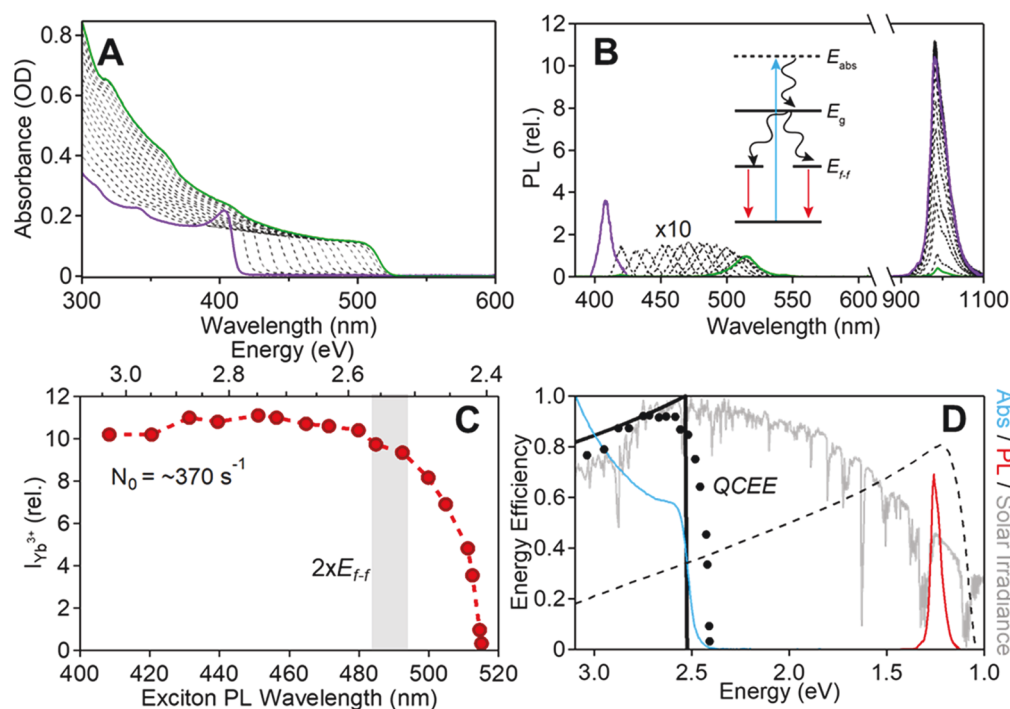 A
0.8
0.6
0.4
0.2
0
Absorbance (OD)
300
400
500
600
Wavelength (nm)
B
12
10
8
6
4
2
0
PL (rel.)
E_abs
E_g
E_f-f
x10
400
450
500
550
600
900
1000
1100
Wavelength (nm)
Energy (eV)
3.0
2.8
2.6
2.4
C
12
10
8
6
4
2
0
I_Yb³⁺ (rel.)
N₀ = ~370 s⁻¹
2xE_f-f
400
420
440
460
480
500
520
Exciton PL Wavelength (nm)
D
1.0
0.8
0.6
0.4
0.2
0.0
Energy Efficiency
QCEE
3.0
2.5
2.0
1.5
1.0
Energy (eV)
Abs / PL / Solar Irradiance